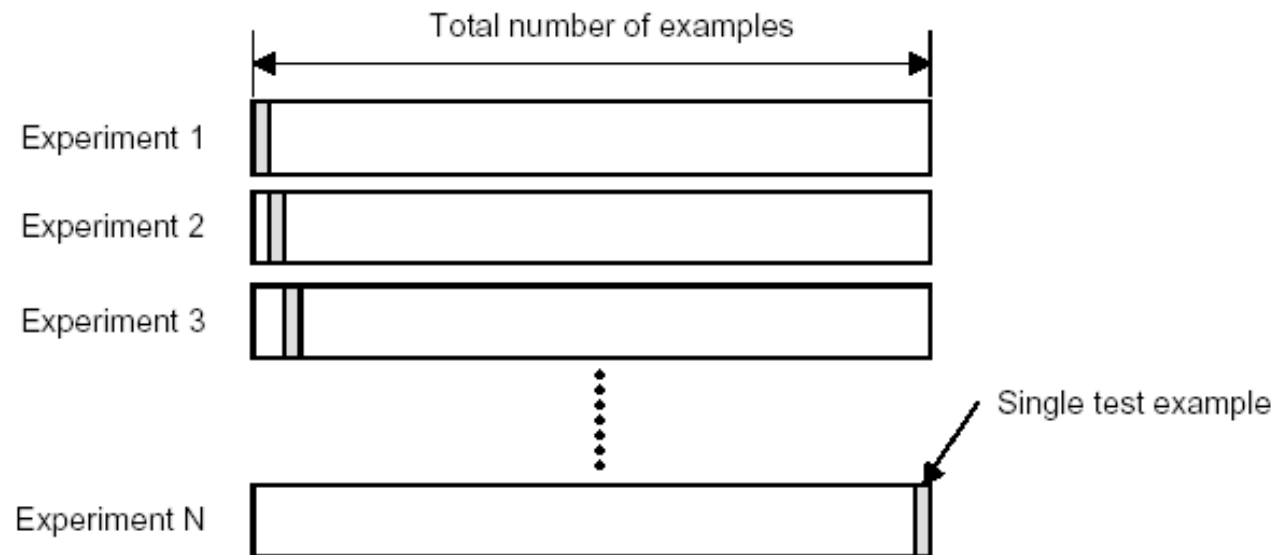 Total number of examples
Experiment 1
Experiment 2
Experiment 3
Single test example
Experiment N